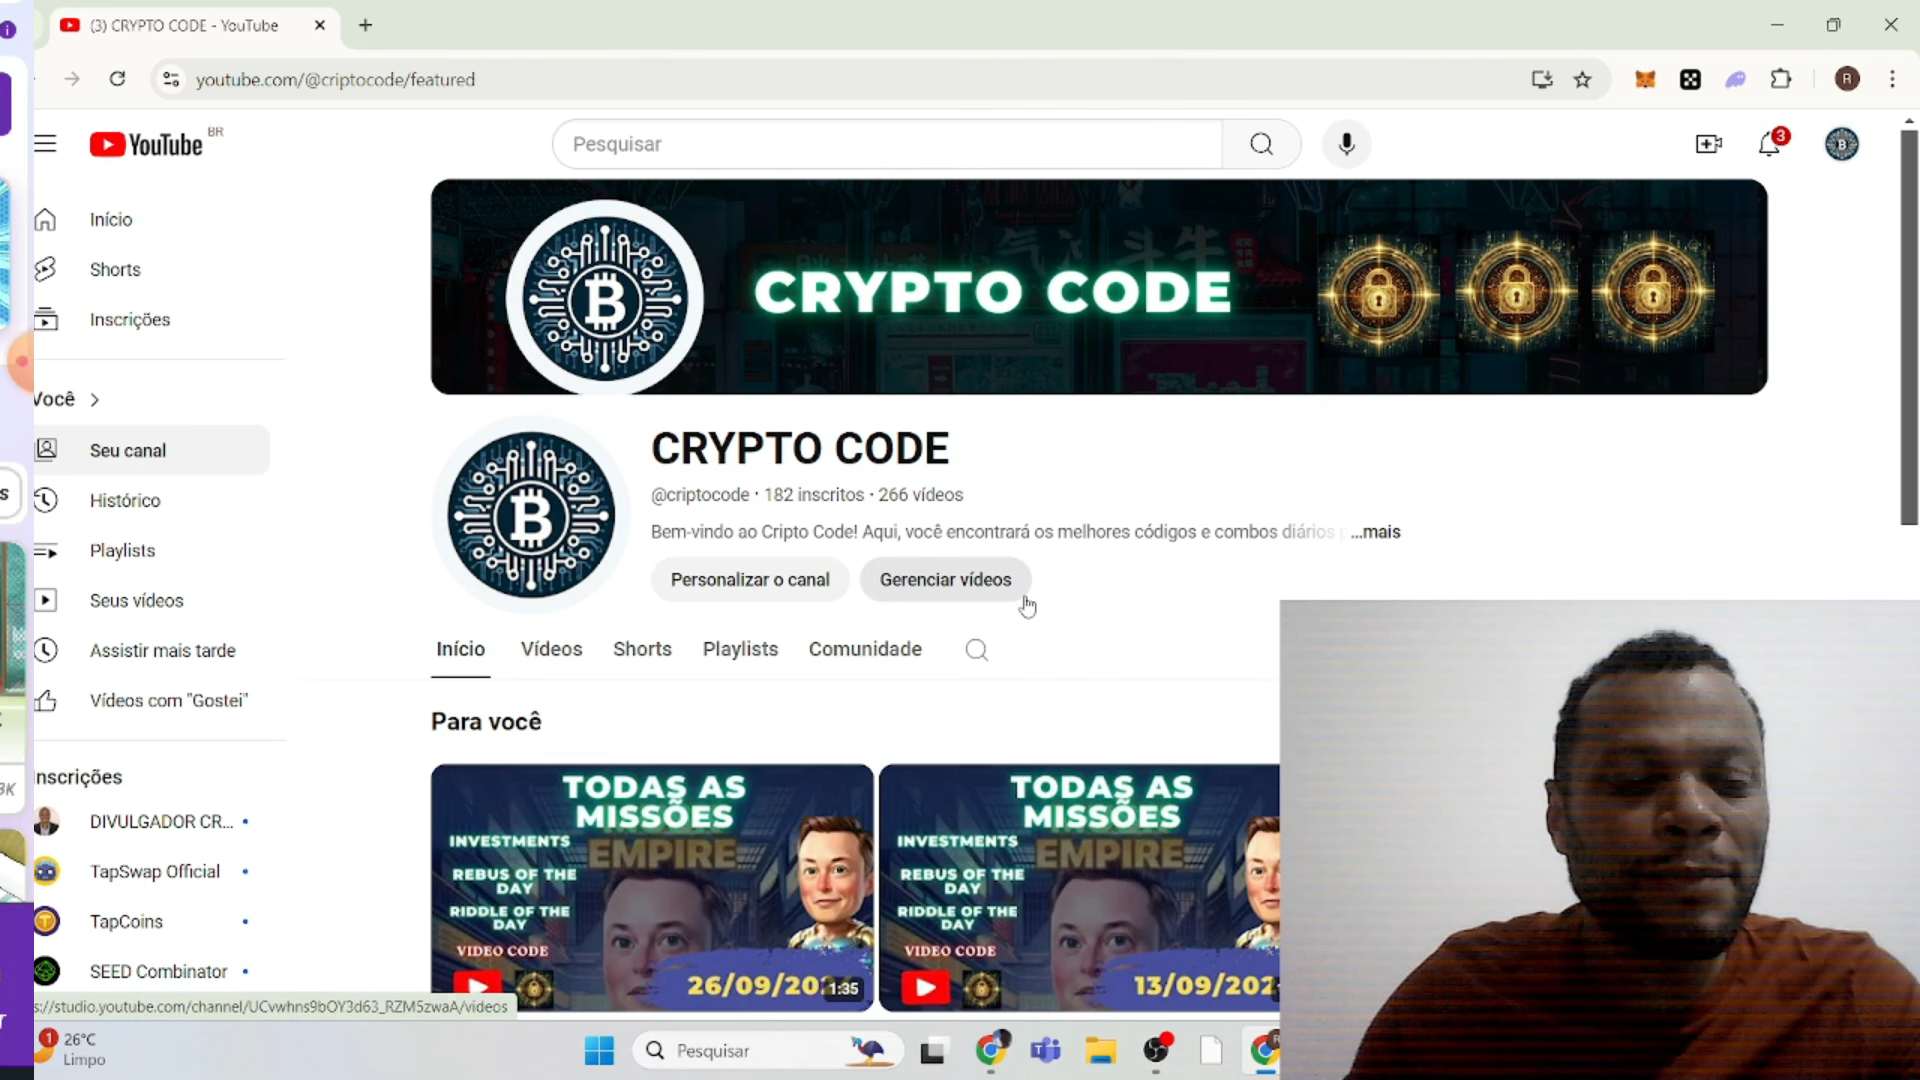 (3) CRYPTO CODE - YouTube
youtube.com/@criptocode/featured
R
YouTube BR
Pesquisar
3
Início
Shorts
Inscrições
Você
Seu canal
Histórico
Playlists
Seus vídeos
Assistir mais tarde
Vídeos com "Gostei"
Inscrições
DIVULGADOR CR...
TapSwap Official
TapCoins
SEED Combinator
CRYPTO CODE
CRYPTO CODE
@criptocode · 182 inscritos · 266 vídeos
Bem-vindo ao Cripto Code! Aqui, você encontrará os melhores códigos e combos diários ...mais
Personalizar o canal
Gerenciar vídeos
Início Vídeos Shorts Playlists Comunidade
Para você
TODAS AS
MISSÕES
INVESTMENTS
EMPIRE
REBUS OF THE
DAY
RIDDLE OF THE
DAY
VIDEO CODE
26/09/20
1:35
TODAS AS
MISSÕES
INVESTMENTS
EMPIRE
REBUS OF THE
DAY
RIDDLE OF THE
DAY
VIDEO CODE
13/09/202
s://studio.youtube.com/channel/UCvwhns9bOY3d63_RZM5zwaA/videos
1
26°C
Limpo
Pesquisar